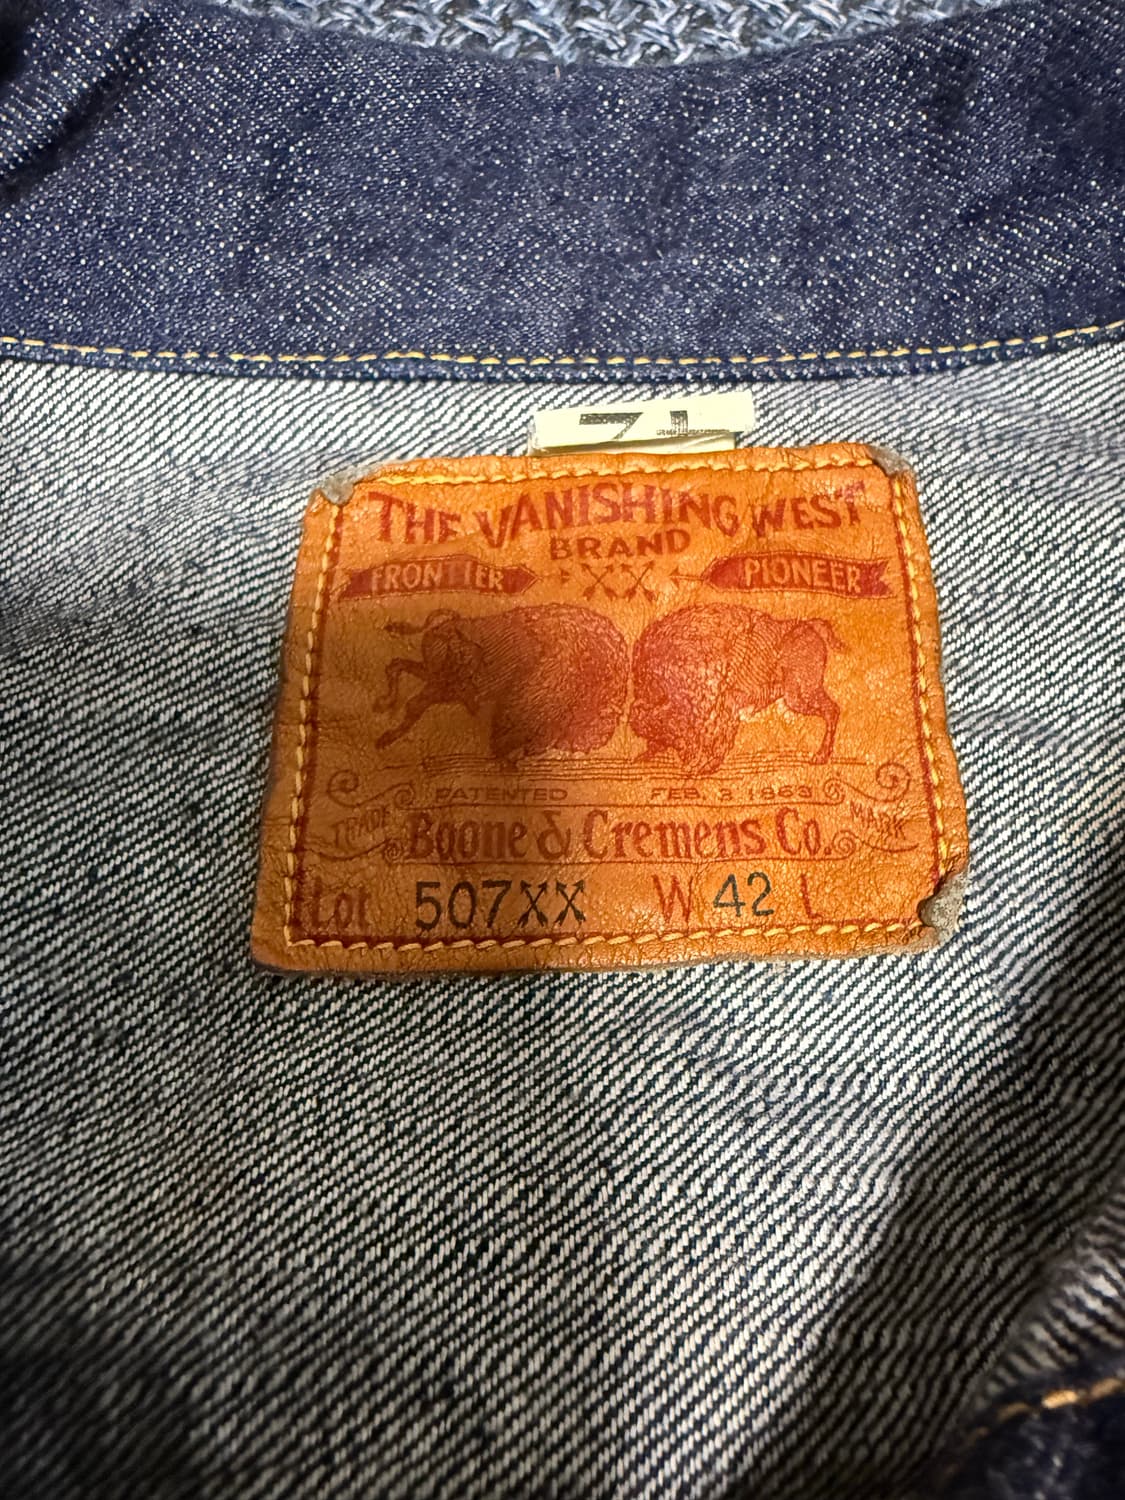 THE VANISHING WEST
BRAND
FRONTIER XX PIONEER
PATENTED FEB 3 1863
TRADE Boone & Cremens Co. MARK
Lot 507XX W 42 L